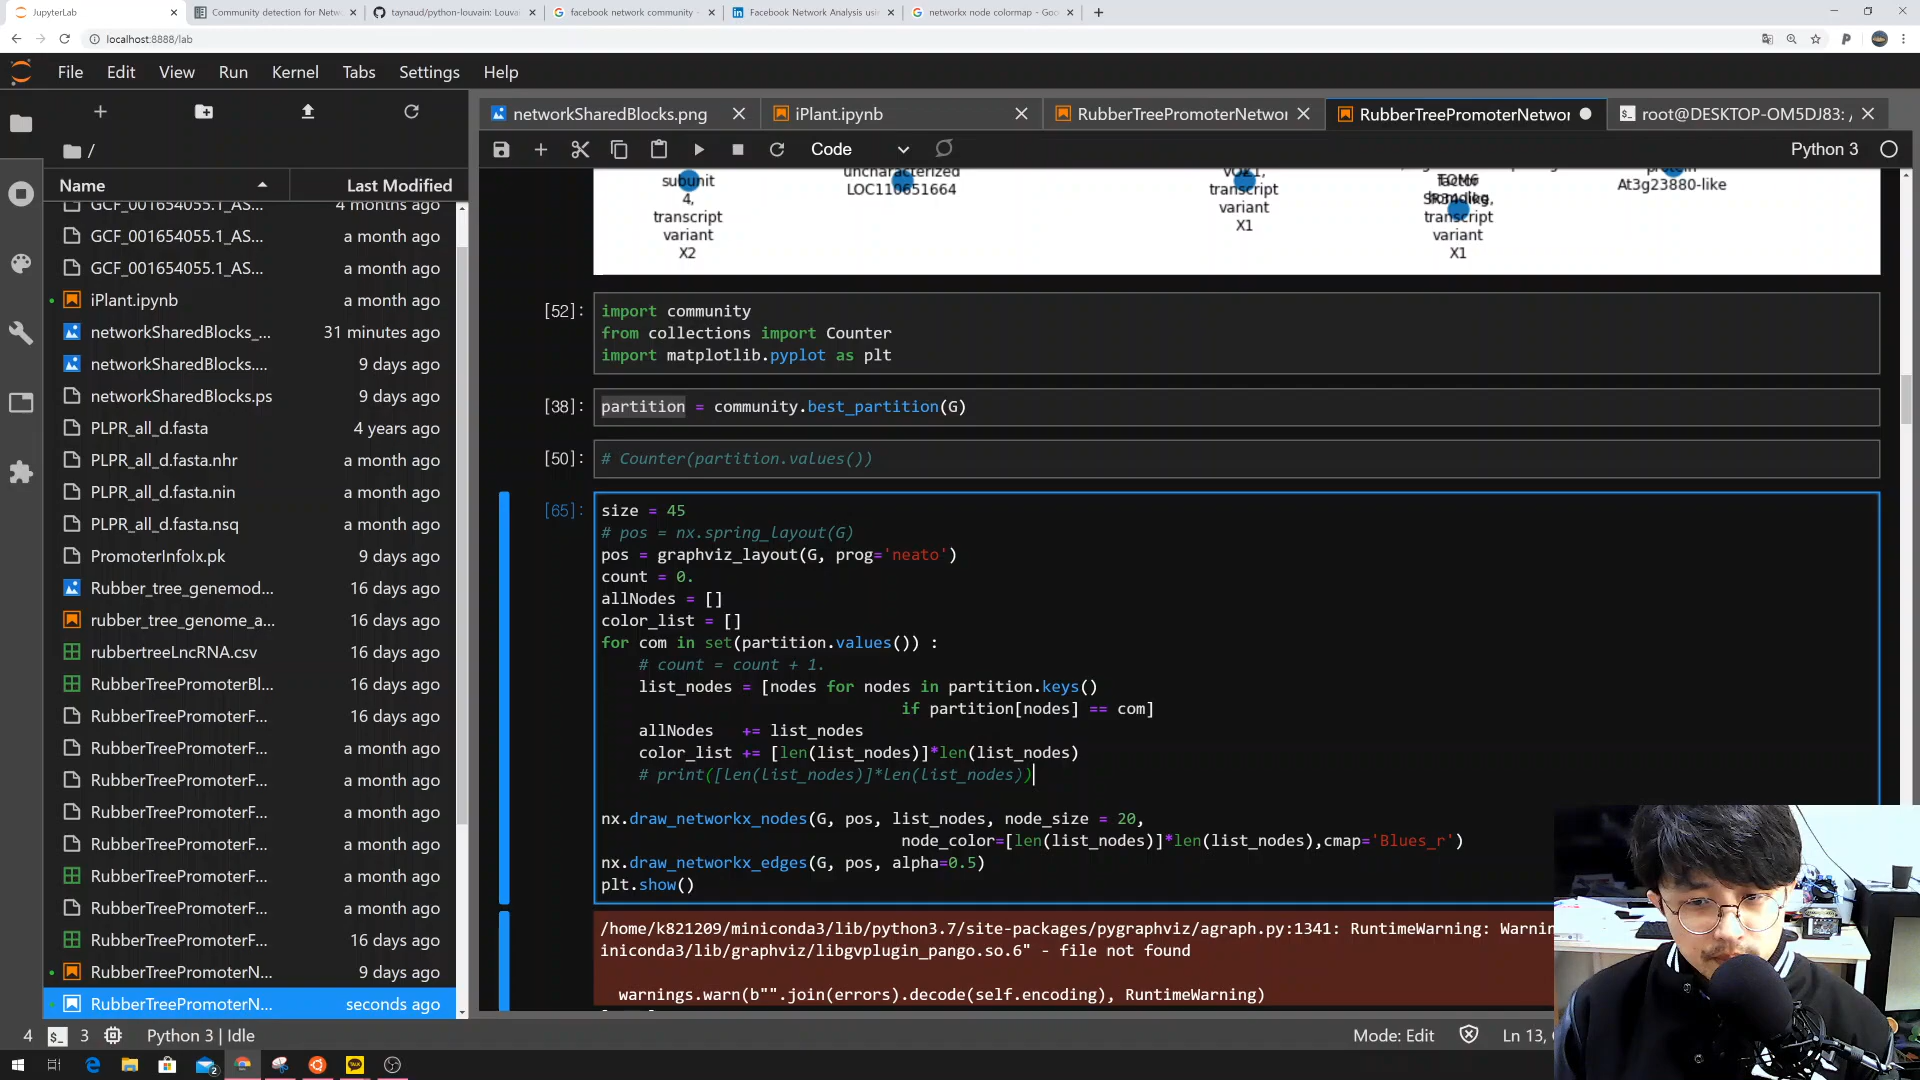 JupyterLab
Community detection for Netw
taynaud/python-louvain: Louva
facebook network community -
Facebook Network Analysis usin
networkx node colormap - Goo
localhost:8888/lab
File Edit View Run Kernel Tabs Settings Help
networkSharedBlocks.png
iPlant.ipynb
RubberTreePromoterNetwor
RubberTreePromoterNetwor
root@DESKTOP-OM5DJ83: /
Code
Python 3
/
Name
Last Modified
GCF_001654055.1_AS... 4 months ago
GCF_001654055.1_AS... a month ago
GCF_001654055.1_AS... a month ago
iPlant.ipynb a month ago
networkSharedBlocks_... 31 minutes ago
networkSharedBlocks.... 9 days ago
networkSharedBlocks.ps 9 days ago
PLPR_all_d.fasta 4 years ago
PLPR_all_d.fasta.nhr a month ago
PLPR_all_d.fasta.nin a month ago
PLPR_all_d.fasta.nsq a month ago
PromoterInfoIx.pk 9 days ago
Rubber_tree_genemod... 16 days ago
rubber_tree_genome_a... 16 days ago
rubbertreeLncRNA.csv 16 days ago
RubberTreePromoterBl... 16 days ago
RubberTreePromoterF... 16 days ago
RubberTreePromoterF... a month ago
RubberTreePromoterF... a month ago
RubberTreePromoterF... a month ago
RubberTreePromoterF... a month ago
RubberTreePromoterF... a month ago
RubberTreePromoterF... a month ago
RubberTreePromoterF... 16 days ago
RubberTreePromoterN... 9 days ago
RubberTreePromoterN... seconds ago
subunit
4,
transcript
variant
X2
uncharacterized
LOC110651664
transcript
variant
X1
factor
transcript
variant
X1
protein
At3g23880-like
[52]:
import community
from collections import Counter
import matplotlib.pyplot as plt
[38]:
partition = community.best_partition(G)
[50]:
# Counter(partition.values())
[65]:
size = 45
# pos = nx.spring_layout(G)
pos = graphviz_layout(G, prog='neato')
count = 0.
allNodes = []
color_list = []
for com in set(partition.values()) :
# count = count + 1.
list_nodes = [nodes for nodes in partition.keys()
if partition[nodes] == com]
allNodes += list_nodes
color_list += [len(list_nodes)]*len(list_nodes)
# print([len(list_nodes)]*len(list_nodes))
nx.draw_networkx_nodes(G, pos, list_nodes, node_size = 20,
node_color=[len(list_nodes)]*len(list_nodes),cmap='Blues_r')
nx.draw_networkx_edges(G, pos, alpha=0.5)
plt.show()
/home/k821209/miniconda3/lib/python3.7/site-packages/pygraphviz/agraph.py:1341: RuntimeWarning: Warnin
iniconda3/lib/graphviz/libgvplugin_pango.so.6" - file not found
warnings.warn(b"".join(errors).decode(self.encoding), RuntimeWarning)
4
3
Python 3 | Idle
Mode: Edit
Ln 13,